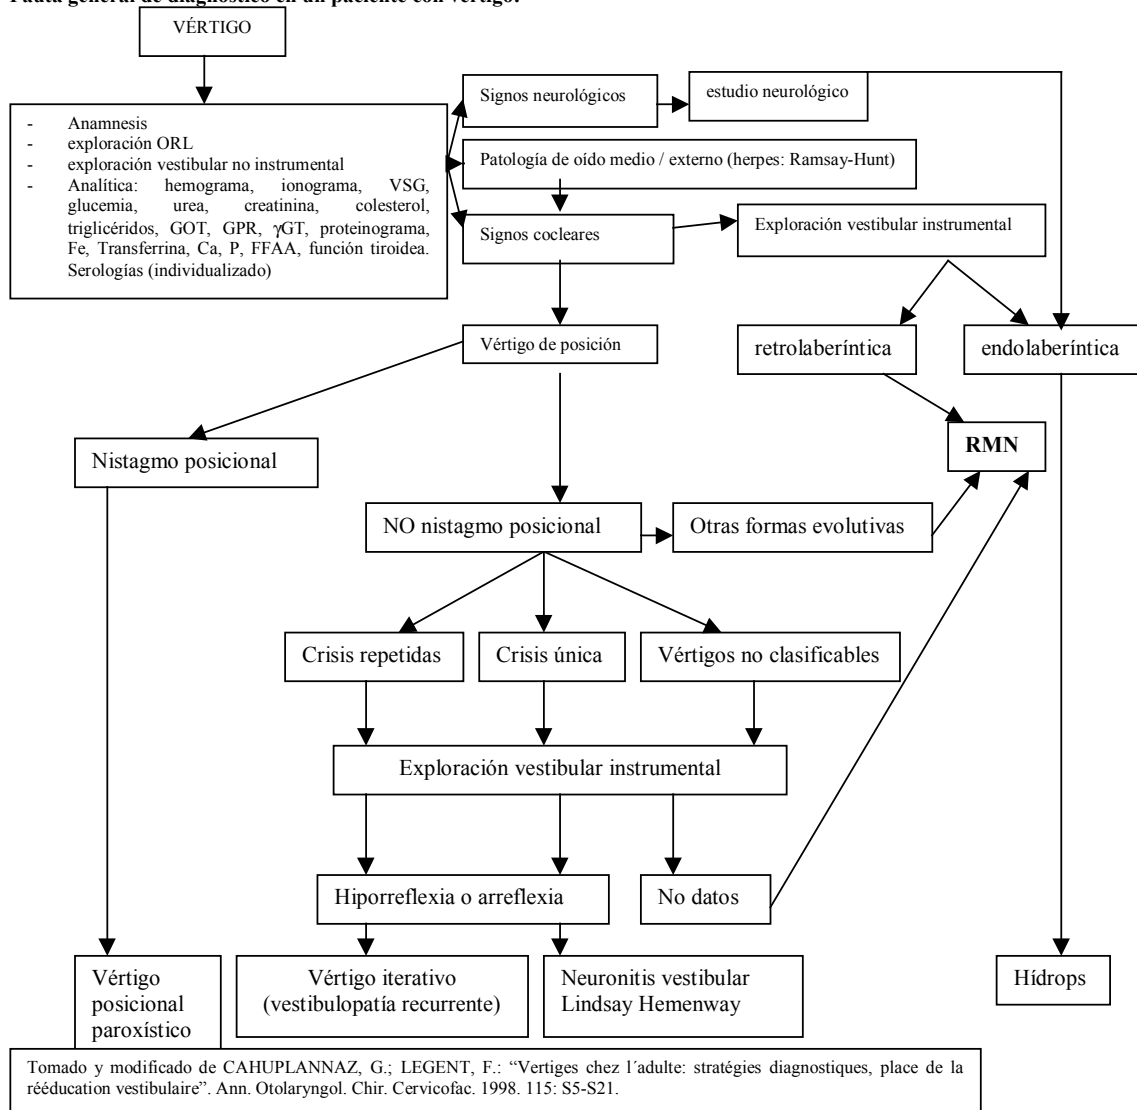 Pauta general de diagnóstico en un paciente con vértigo.
VÉRTIGO
- Anamnesis
- exploración ORL
- exploración vestibular no instrumental
- Analítica: hemograma, ionograma, VSG,
glucemia, urea, creatinina, colesterol,
triglicéridos, GOT, GPR, γGT, proteinograma,
Fe, Transferrina, Ca, P, FFAA, función tiroidea.
Serologías (individualizado)
Signos neurológicos
estudio neurológico
Patología de oído medio / externo (herpes: Ramsay-Hunt)
Signos cocleares
Exploración vestibular instrumental
Vértigo de posición
retrolaberíntica
endolaberíntica
Nistagmo posicional
RMN
NO nistagmo posicional
Otras formas evolutivas
Crisis repetidas
Crisis única
Vértigos no clasificables
Exploración vestibular instrumental
Hiporreflexia o arreflexia
No datos
Vértigo
posicional
paroxístico
Vértigo iterativo
(vestibulopatía recurrente)
Neuronitis vestibular
Lindsay Hemenway
Hídrops
Tomado y modificado de CAHUPLANNAZ, G.; LEGENT, F.: “Vertiges chez l´adulte: stratégies diagnostiques, place de la
rééducation vestibulaire”. Ann. Otolaryngol. Chir. Cervicofac. 1998. 115: S5-S21.